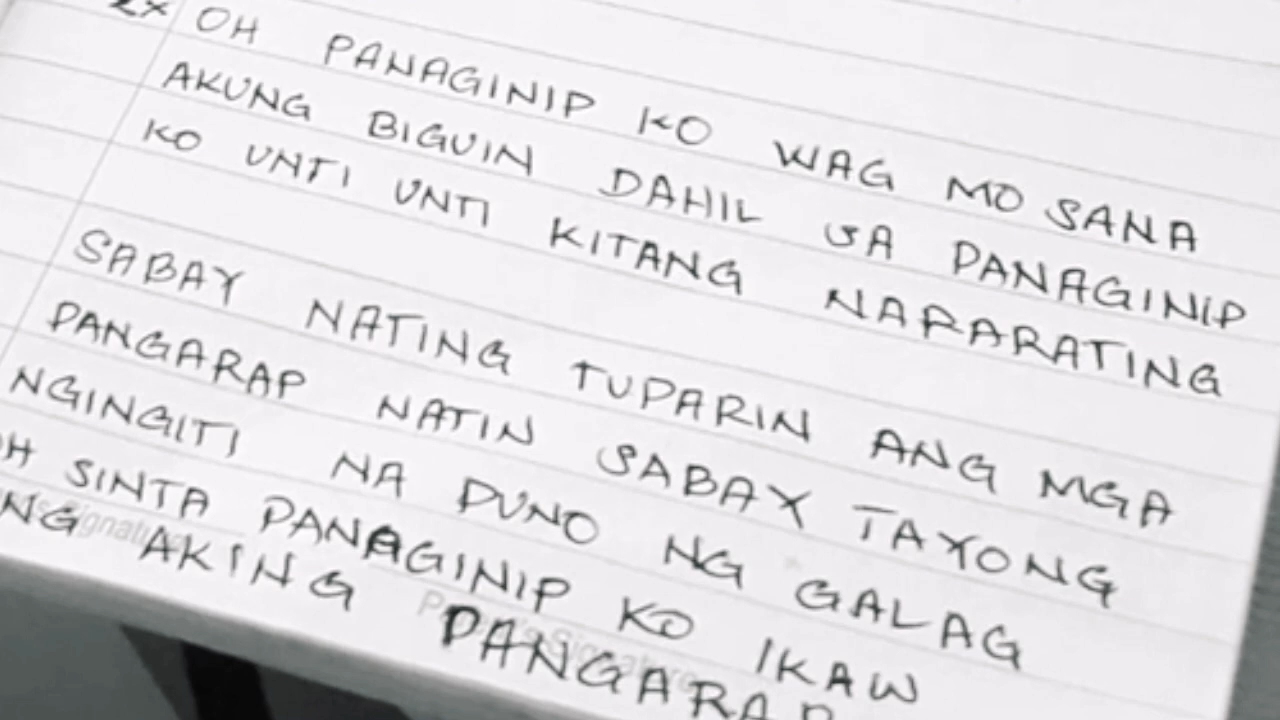 2x OH PANAGINIP KO WAG MO SANA
AKUNG BIGUIN DAHIL SA PANAGINIP
KO UNTI UNTI KITANG NARARATING
SABAY NATING TUPARIN ANG MGA
PANGARAP NATIN SABAY TAYONG
NGINGITI NA PUNO NG GALAG
OH SINTA PANAGINIP KO IKAW
NG AKING PANGARAP